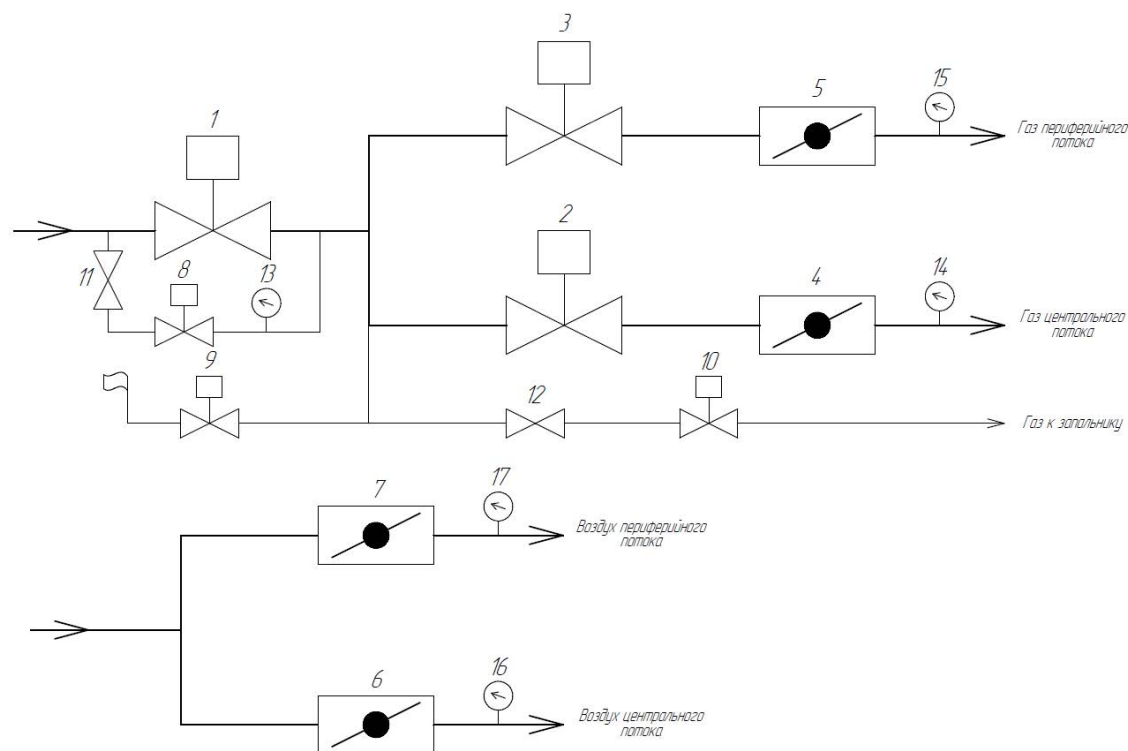 3
15
5
1
Газ периферийного
потока
2
11
8
13
4
14
Газ центрального
потока
9
10
12
Газ к запальнику
17
7
Воздух периферийного
потока
16
6
Воздух центрального
потока